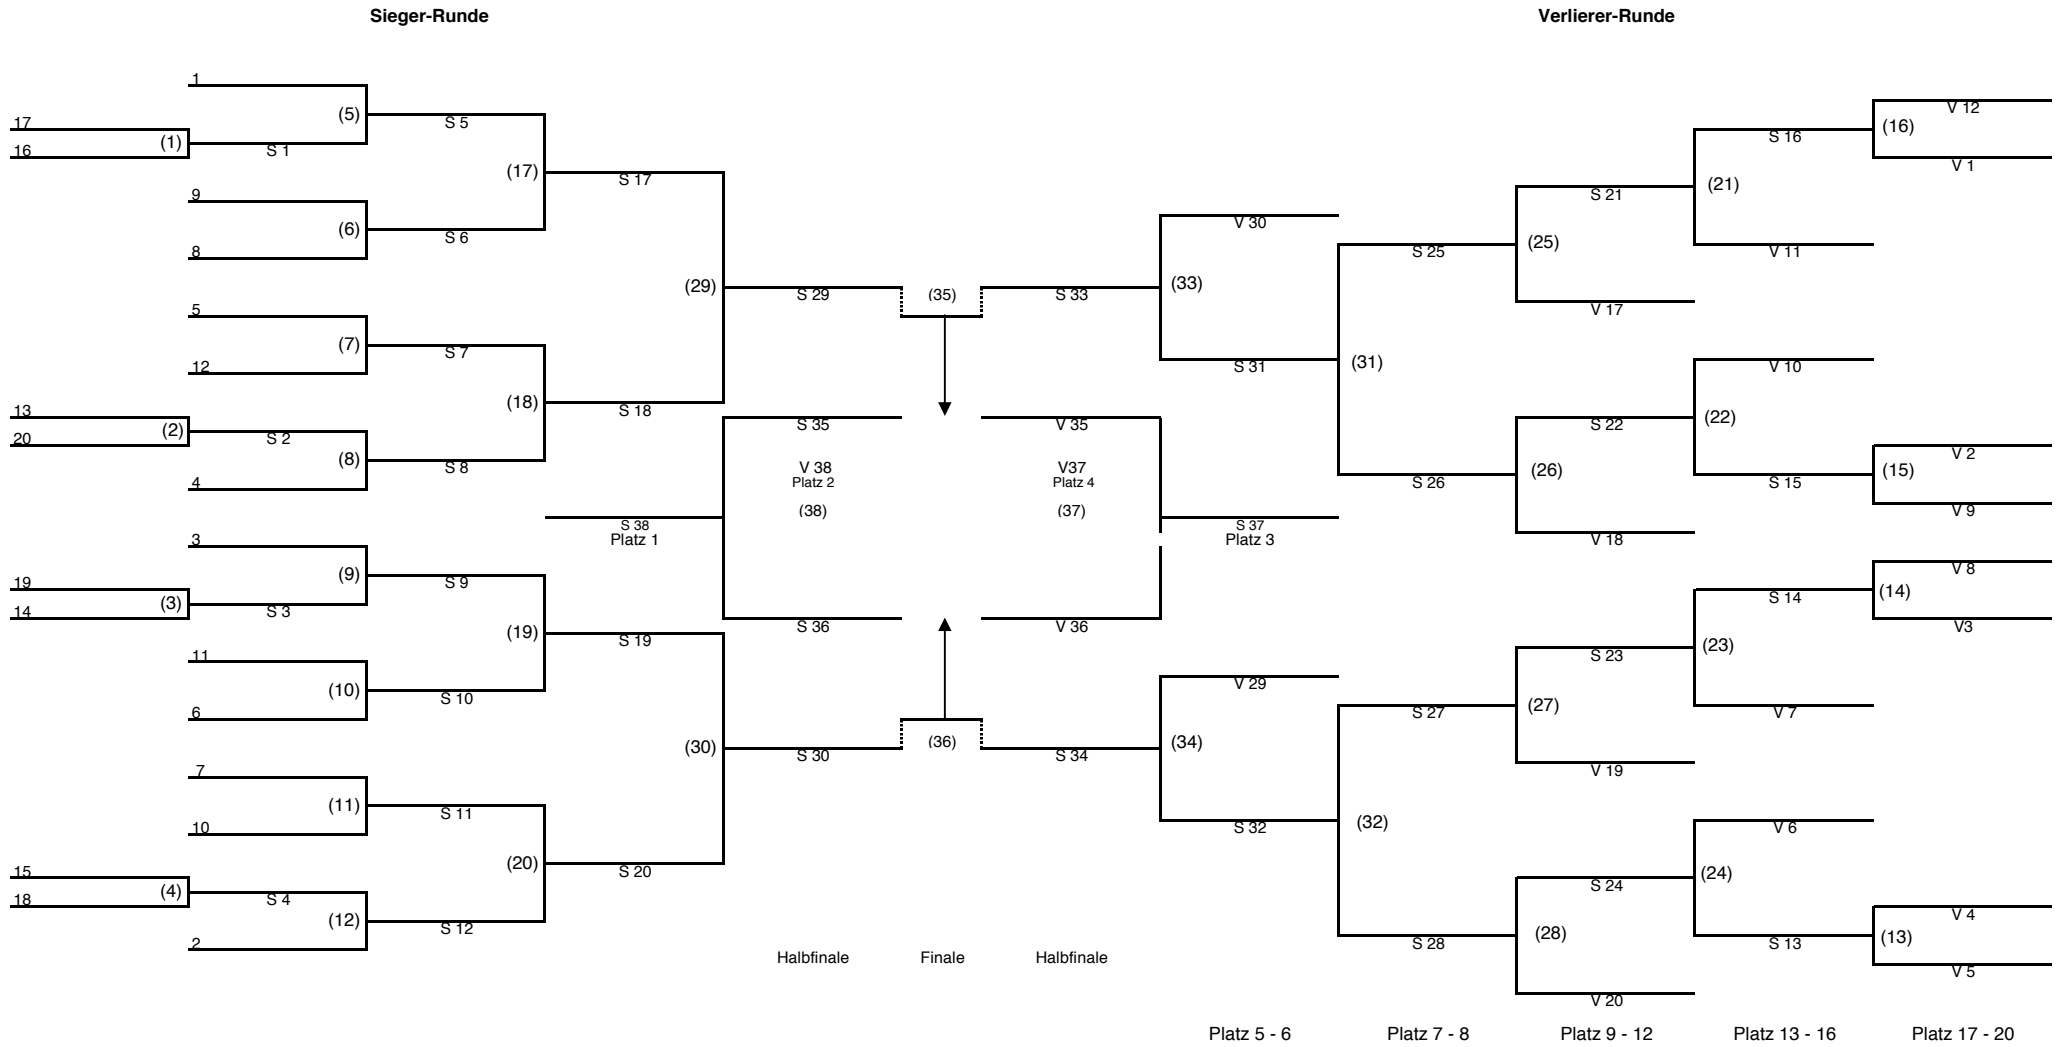 Sieger-Runde
Verlierer-Runde
1
(5)
S 5
17
(1)
16
S 1
(17)
S 17
9
(6)
S 6
8
(29)
S 29
5
(7)
S 7
12
(18)
S 18
13
(2)
20
S 2
(8)
S 8
4
3
(9)
S 9
19
(3)
14
S 3
(19)
S 19
11
(10)
S 10
6
(30)
S 30
7
(11)
S 11
10
(20)
S 20
15
(4)
18
S 4
(12)
S 12
2
(35)
S 35
V 38
Platz 2
(38)
S 38
Platz 1
S 36
(36)
V 35
V37
Platz 4
(37)
S 37
Platz 3
V 36
S 33
(33)
V 30
S 31
(31)
S 25
(25)
S 21
V 17
(21)
S 16
V 11
(16)
V 12
V 1
S 26
(26)
S 22
V 18
(22)
V 10
S 15
(15)
V 2
V 9
S 34
(34)
V 29
S 32
(32)
S 27
(27)
S 23
V 19
(23)
S 14
V 7
(14)
V 8
V3
S 28
(28)
S 24
V 20
(24)
V 6
S 13
(13)
V 4
V 5
Halbfinale
Finale
Halbfinale
Platz 5 - 6
Platz 7 - 8
Platz 9 - 12
Platz 13 - 16
Platz 17 - 20